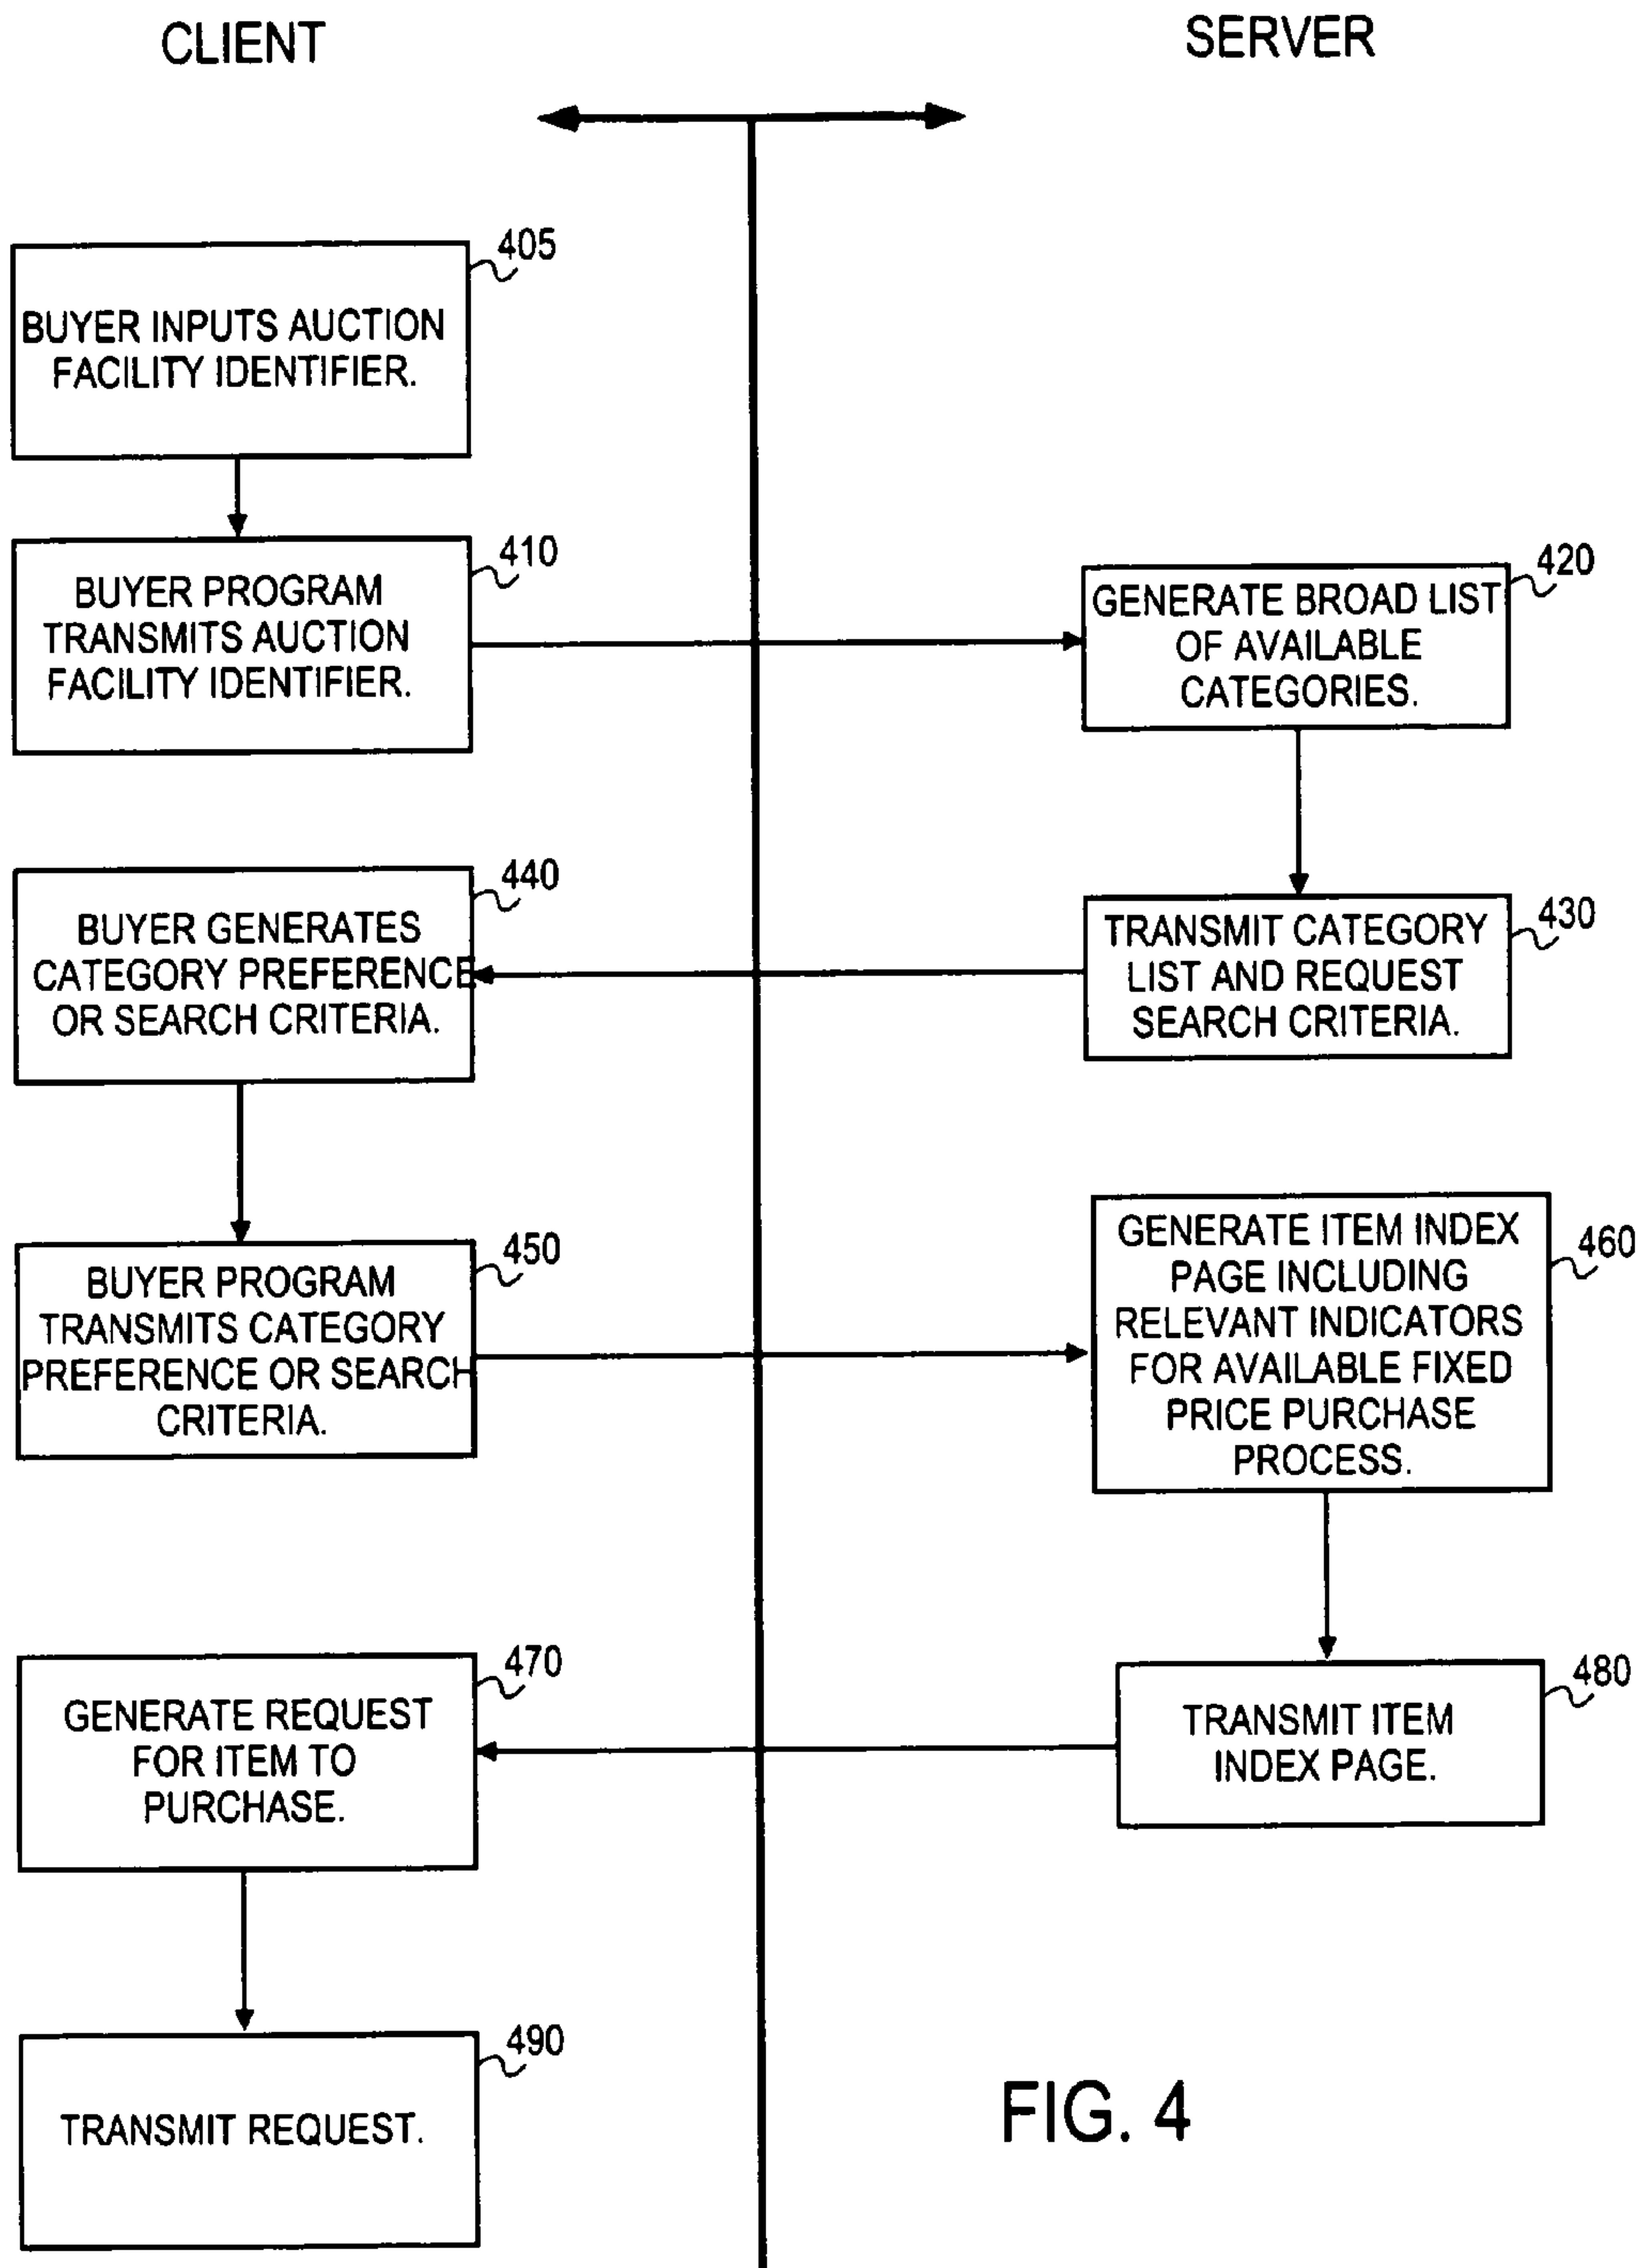 CLIENT
SERVER
405
BUYER INPUTS AUCTION
FACILITY IDENTIFIER.
410
BUYER PROGRAM
TRANSMITS AUCTION
FACILITY IDENTIFIER.
420
GENERATE BROAD LIST
OF AVAILABLE
CATEGORIES.
430
TRANSMIT CATEGORY
LIST AND REQUEST
SEARCH CRITERIA.
440
BUYER GENERATES
CATEGORY PREFERENCE
OR SEARCH CRITERIA.
450
BUYER PROGRAM
TRANSMITS CATEGORY
PREFERENCE OR SEARCH
CRITERIA.
460
GENERATE ITEM INDEX
PAGE INCLUDING
RELEVANT INDICATORS
FOR AVAILABLE FIXED
PRICE PURCHASE
PROCESS.
480
TRANSMIT ITEM
INDEX PAGE.
470
GENERATE REQUEST
FOR ITEM TO
PURCHASE.
490
TRANSMIT REQUEST.
FIG. 4